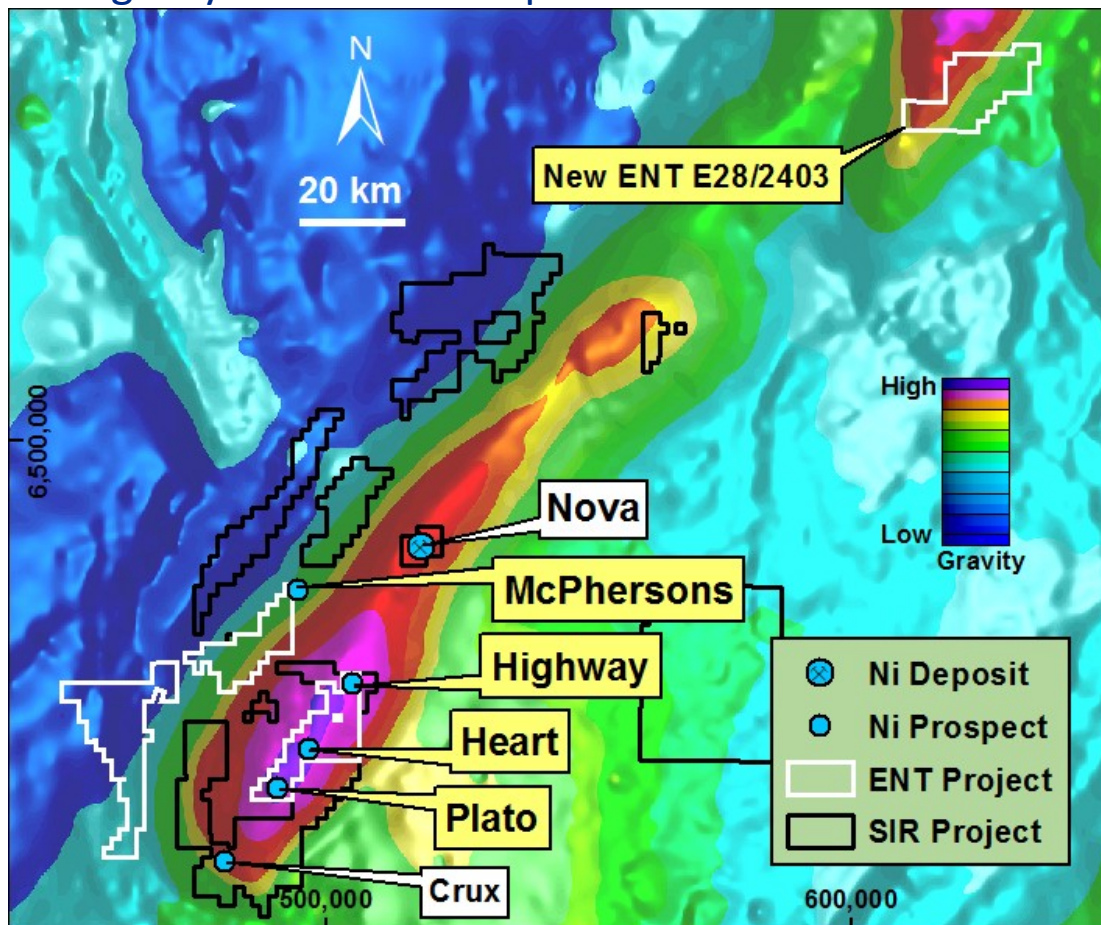 N
20 km
New ENT E28/2403
6,500,000
High
Low
Gravity
Nova
McPhersons
Highway
Heart
Plato
Crux
Ni Deposit
Ni Prospect
ENT Project
SIR Project
500,000
600,000